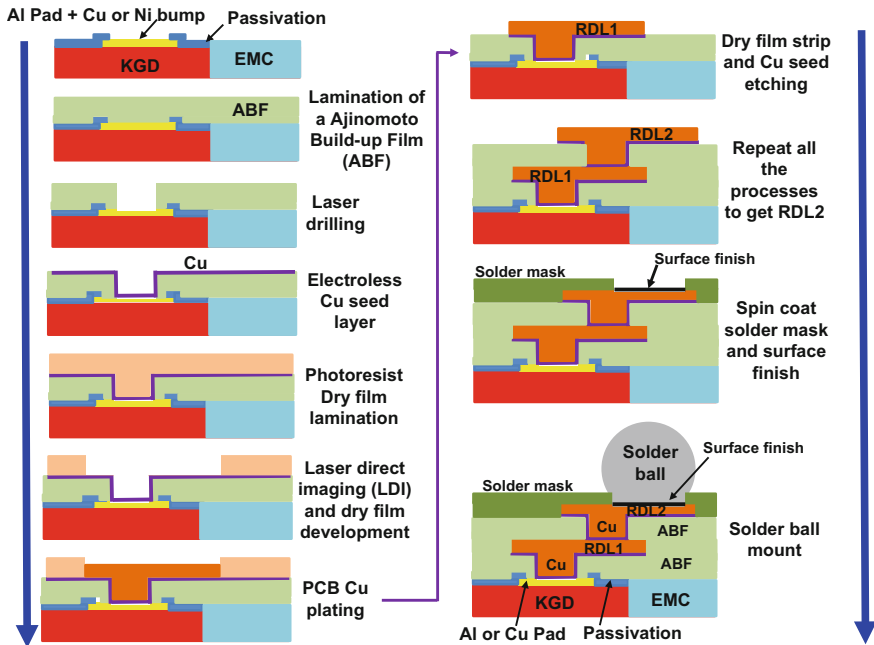 Al Pad + Cu or Ni bump
Passivation
KGD
EMC
ABF
Lamination of
a Ajinomoto
Build-up Film
(ABF)
Laser
drilling
Cu
Electroless
Cu seed
layer
Photoresist
Dry film
lamination
Laser direct
imaging (LDI)
and dry film
development
PCB Cu
plating
RDL1
Dry film strip
and Cu seed
etching
RDL2
RDL1
Repeat all
the
processes
to get RDL2
Surface finish
Solder mask
Spin coat
solder mask
and surface
finish
Solder
ball
Surface finish
Solder mask
RDL2
Cu
ABF
RDL1
Cu
ABF
Solder ball
mount
KGD
EMC
Al or Cu Pad
Passivation